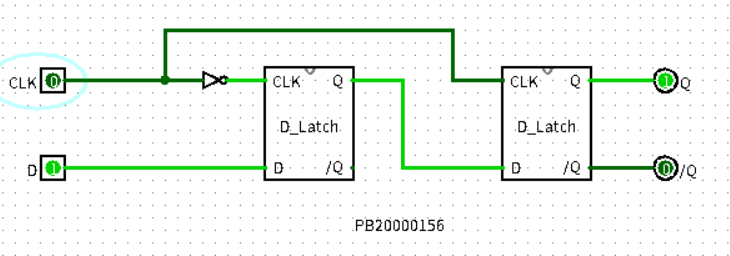 CLK 0
CLK Q
D_Latch
D /Q
CLK Q
D_Latch
D /Q
1 Q
D 1
0 /Q
PB20000156